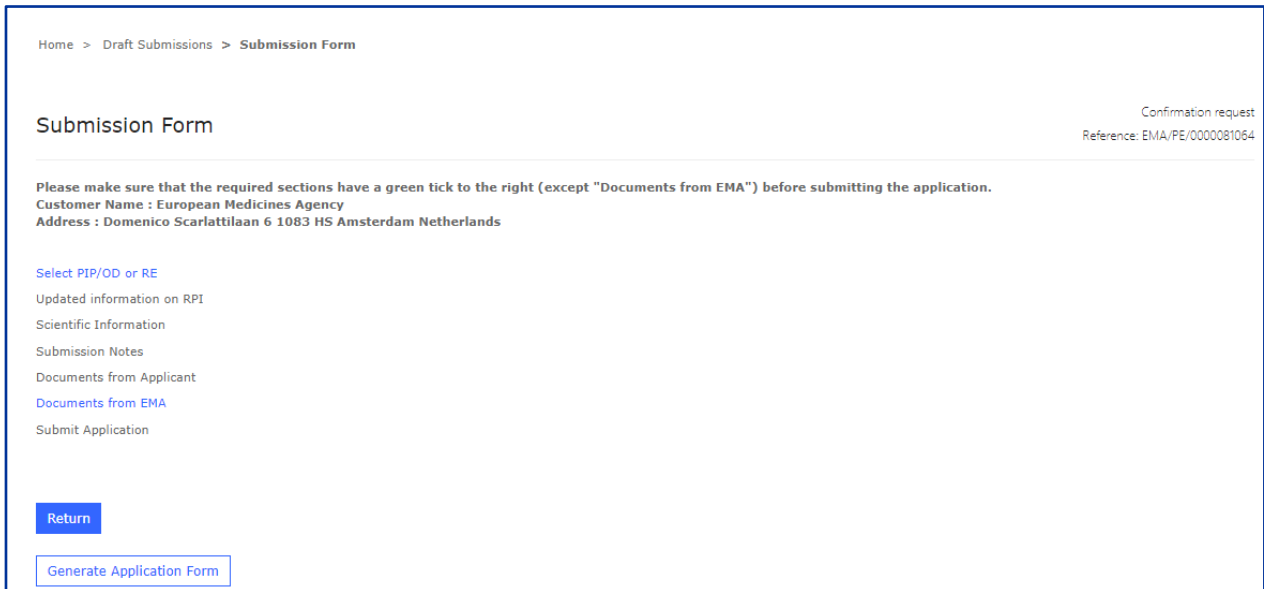 Home > Draft Submissions > Submission Form
Submission Form
Confirmation request
Reference: EMA/PE/0000081064
Please make sure that the required sections have a green tick to the right (except "Documents from EMA") before submitting the application.
Customer Name : European Medicines Agency
Address : Domenico Scarlattilaan 6 1083 HS Amsterdam Netherlands
Select PIP/OD or RE
Updated information on RPI
Scientific Information
Submission Notes
Documents from Applicant
Documents from EMA
Submit Application
Return
Generate Application Form